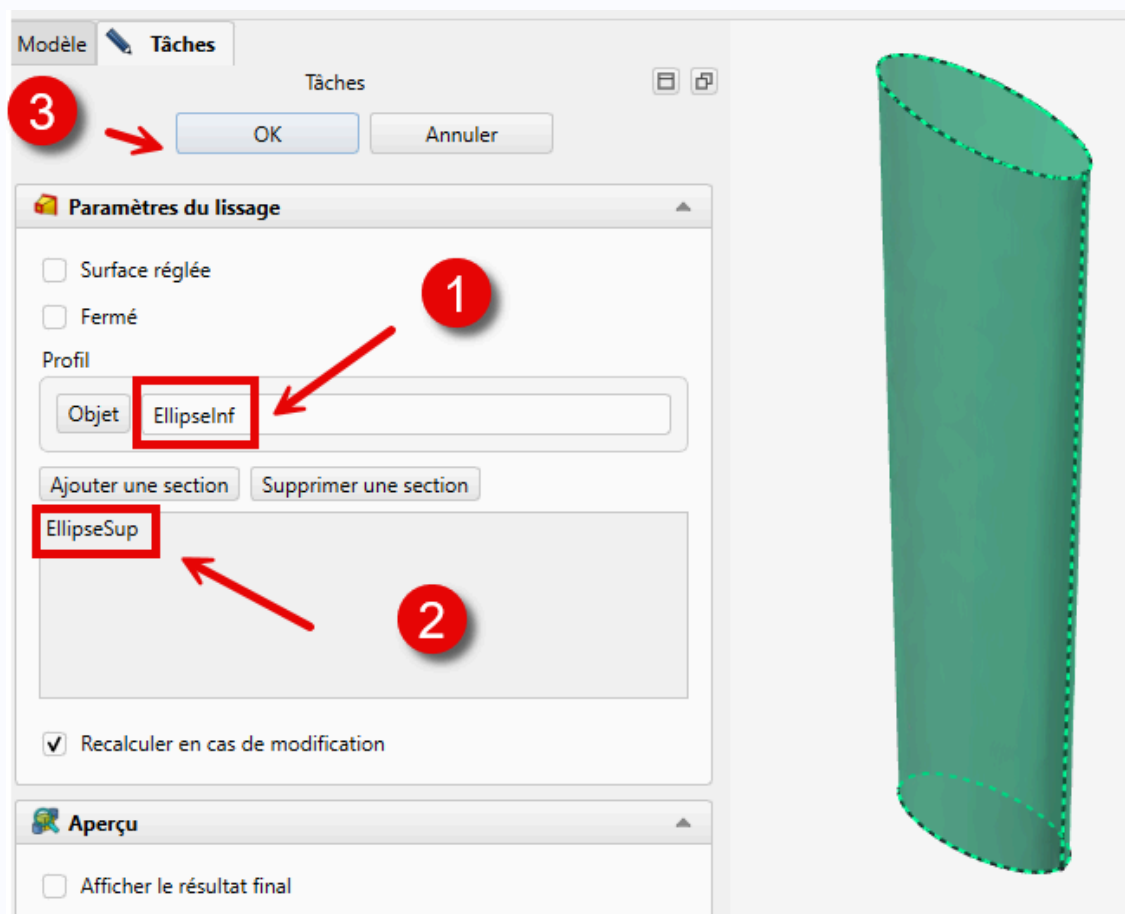 Modèle Tâches
Tâches
3
OK Annuler
Paramètres du lissage
Surface réglée
1
Fermé
Profil
Objet EllipseInf
Ajouter une section Supprimer une section
EllipseSup
2
Recalculer en cas de modification
Aperçu
Afficher le résultat final